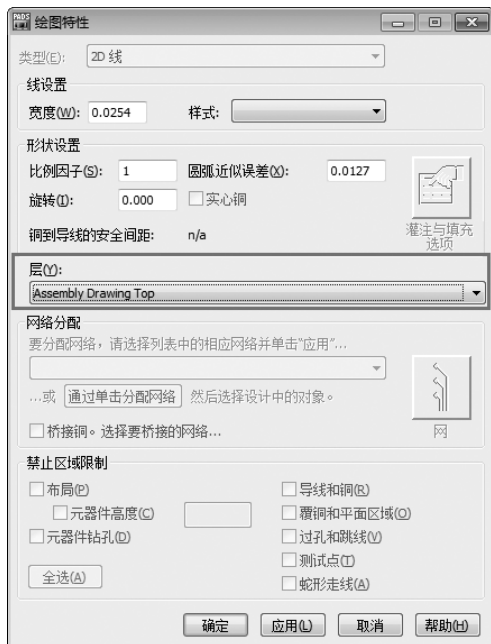 PADS 绘图特性
类型(E): 2D 线
线设置
宽度(W): 0.0254 样式:
形状设置
比例因子(S): 1 圆弧近似误差(X): 0.0127
旋转(I): 0.000 实心铜
铜到导线的安全间距: n/a
灌注与填充
选项
层(Y):
Assembly Drawing Top
网络分配
要分配网络，请选择列表中的相应网络并单击“应用”...
...或 通过单击分配网络 然后选择设计中的对象。
桥接铜。选择要桥接的网络... 网
禁止区域限制
布局(P) 导线和铜(R)
元器件高度(C) 覆铜和平面区域(O)
元器件钻孔(D) 过孔和跳线(V)
测试点(T)
全选(A) 蛇形走线(A)
确定 应用(L) 取消 帮助(H)